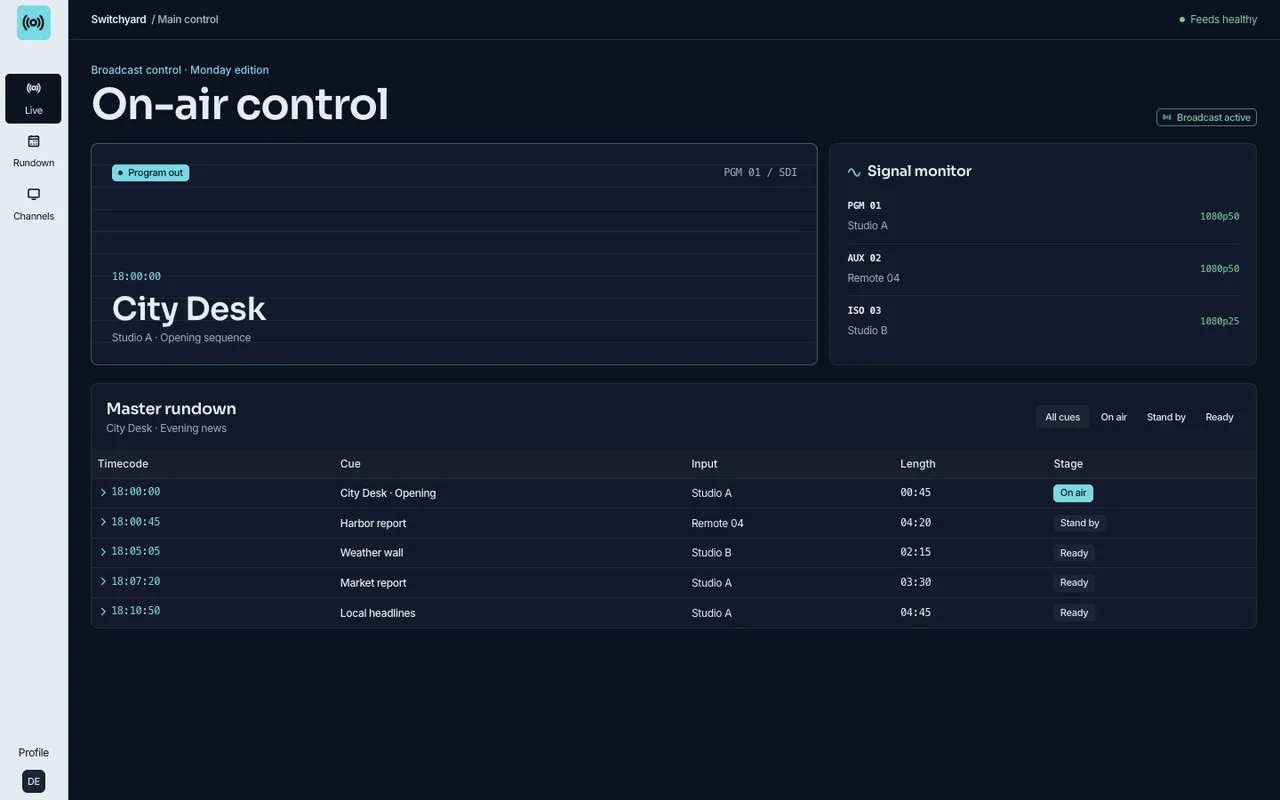 Switchyard / Main control
Feeds healthy
Live
Rundown
Channels
Profile
DE
Broadcast control · Monday edition
On-air control
Broadcast active
Program out
PGM 01 / SDI
18:00:00
City Desk
Studio A · Opening sequence
Signal monitor
PGM 01
Studio A
1080p50
AUX 02
Remote 04
1080p50
ISO 03
Studio B
1080p25
Master rundown
City Desk · Evening news
All cues On air Stand by Ready
Timecode Cue Input Length Stage
18:00:00 City Desk · Opening Studio A 00:45 On air
18:00:45 Harbor report Remote 04 04:20 Stand by
18:05:05 Weather wall Studio B 02:15 Ready
18:07:20 Market report Studio A 03:30 Ready
18:10:50 Local headlines Studio A 04:45 Ready